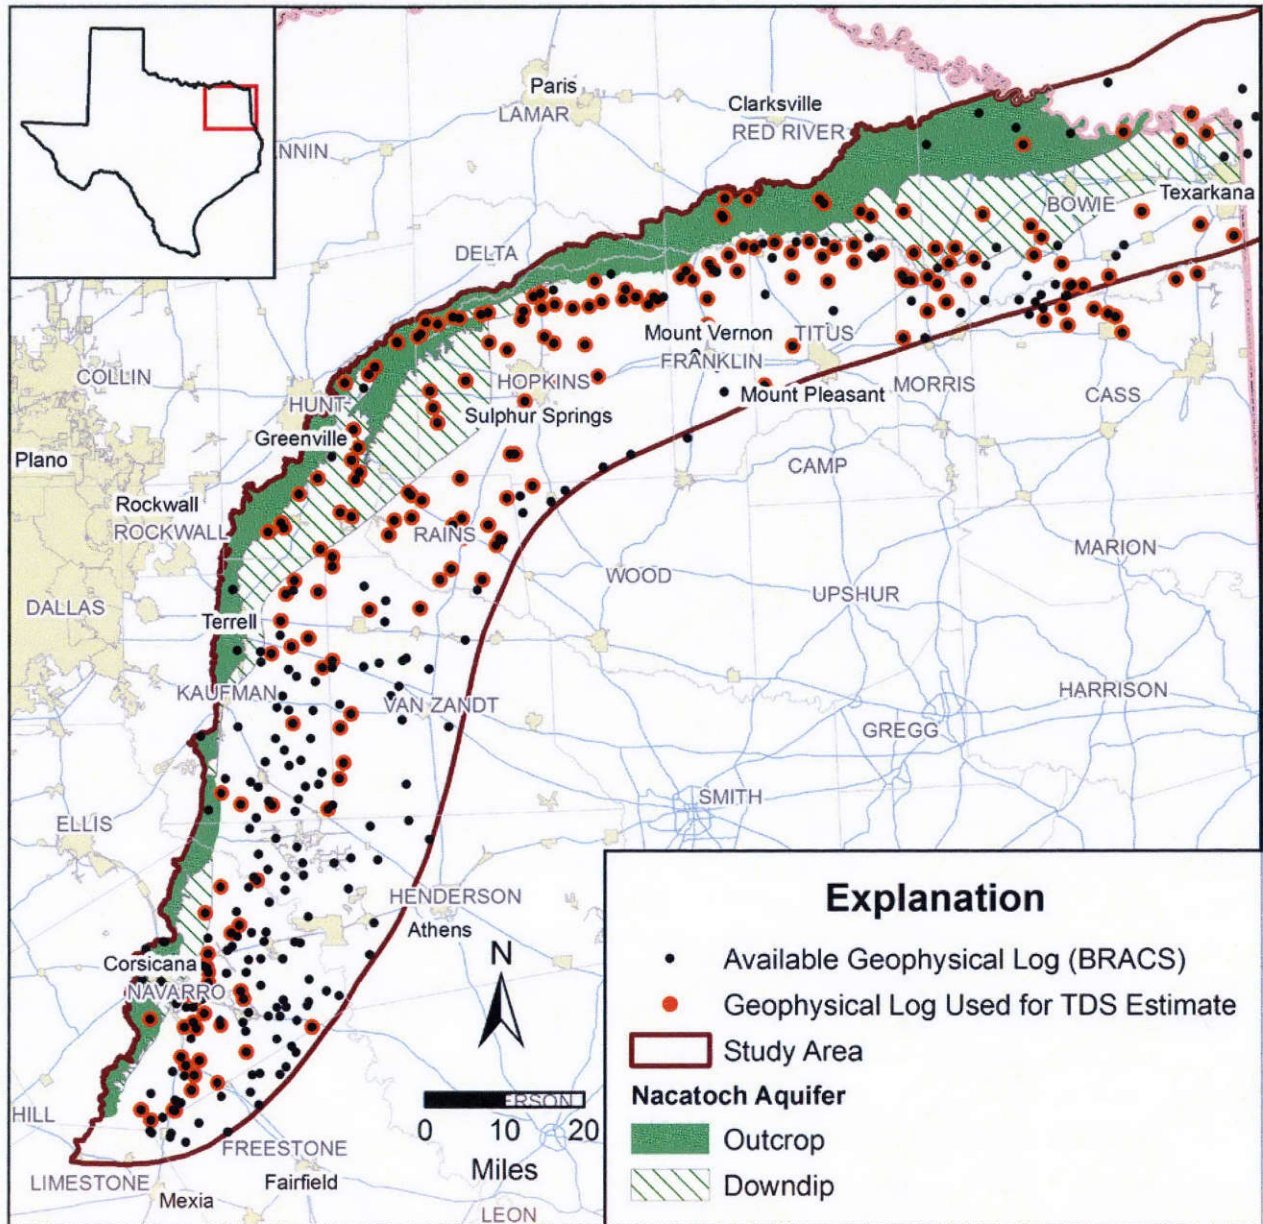 Paris
LAMAR
Clarksville
RED RIVER
NNIN
Texarkana
BOWIE
DELTA
Mount Vernon
TITUS
FRANKLIN
COLLIN
HOPKINS
MORRIS
Mount Pleasant
CASS
HUNT
Sulphur Springs
Greenville
Plano
CAMP
Rockwall
ROCKWALL
RAINS
MARION
WOOD
UPSHUR
DALLAS
Terrell
KAUFMAN
VAN ZANDT
HARRISON
GREGG
SMITH
ELLIS
HENDERSON
Athens
Corsicana
NAVARRO
N
HILL
ERSON
0 10 20
Miles
FREESTONE
LIMESTONE
Fairfield
Mexia
LEON
Explanation
Available Geophysical Log (BRACS)
Geophysical Log Used for TDS Estimate
Study Area
Nacatoch Aquifer
Outcrop
Downdip